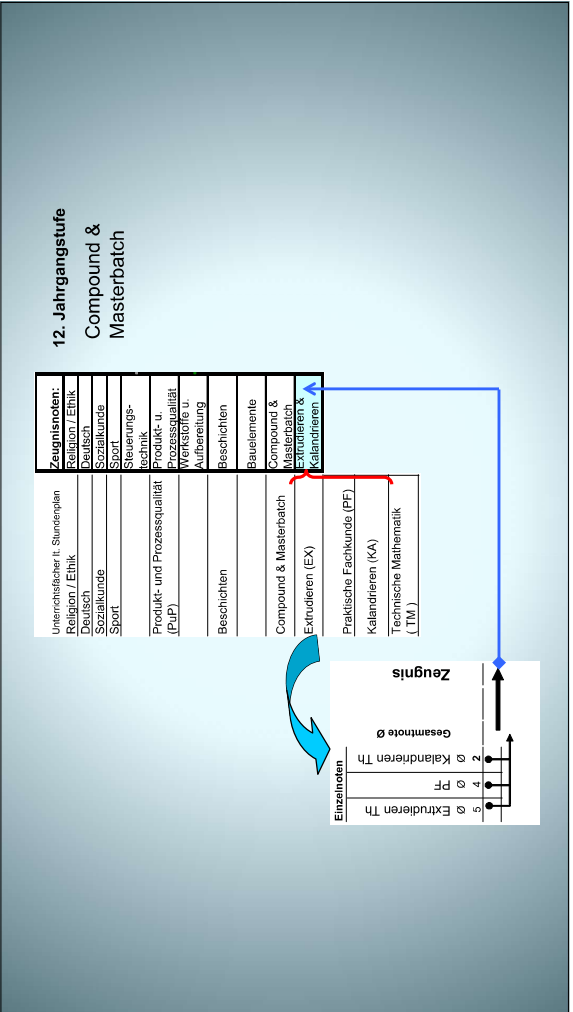 12. Jahrgangstufe
Compound &
Masterbatch
Unterrichtsfächer lt. Stundenplan
Religion / Ethik
Deutsch
Sozialkunde
Sport
Produkt- und Prozessqualität
(PuP)
Beschichten
Compound & Masterbatch
Extrudieren (EX)
Praktische Fachkunde (PF)
Kalandrieren (KA)
Technische Mathematik
( TM )
Zeugnisnoten:
Religion / Ethik
Deutsch
Sozialkunde
Sport
Steuerungs-
technik
Produkt- u.
Prozessqualität
Werkstoffe u.
Aufbereitung
Beschichten
Bauelemente
Compound &
Masterbatch
Extrudieren &
Kalandrieren
Einzelnoten
Extrudieren Th
Ø
5
PF
Ø
4
Kalandrieren Th
Ø
2
Gesamtnote Ø
Zeugnis